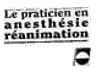 Le praticien en
anesthésie
réanimation